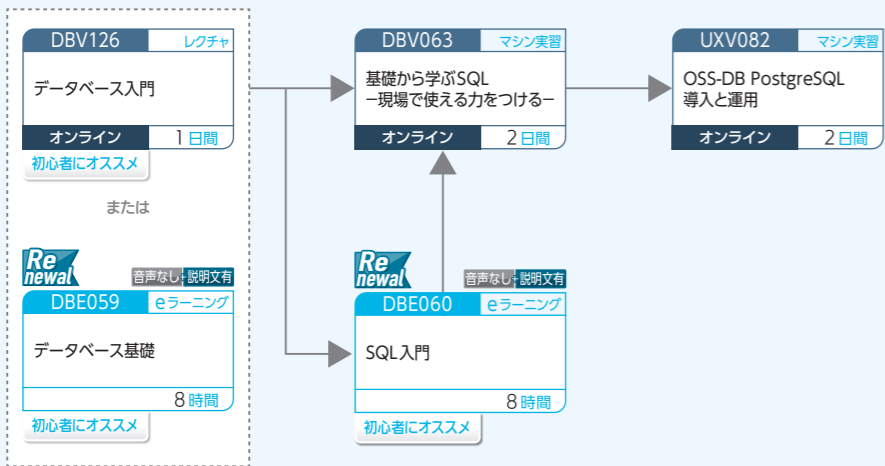 DBV126 レクチャ
データベース入門
オンライン 1日間
初心者にオススメ
または
Renewal
音声なし+説明文有
DBE059 eラーニング
データベース基礎
8時間
初心者にオススメ
DBV063 マシン実習
基礎から学ぶSQL
−現場で使える力をつける−
オンライン 2日間
Renewal
音声なし+説明文有
DBE060 eラーニング
SQL入門
8時間
初心者にオススメ
UXV082 マシン実習
OSS-DB PostgreSQL
導入と運用
オンライン 2日間